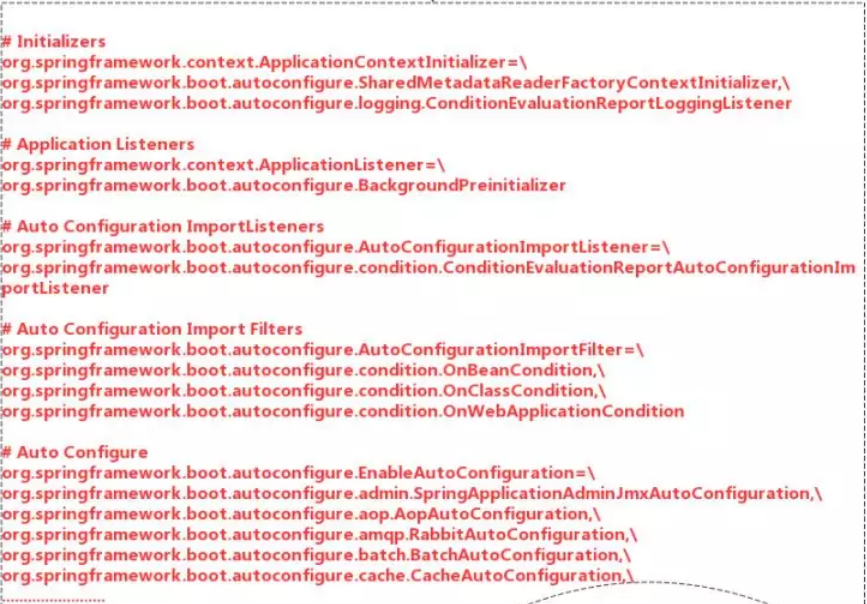 # Initializers
org.springframework.context.ApplicationContextInitializer=\
org.springframework.boot.autoconfigure.SharedMetadataReaderFactoryContextInitializer,\
org.springframework.boot.autoconfigure.logging.ConditionEvaluationReportLoggingListener
# Application Listeners
org.springframework.context.ApplicationListener=\
org.springframework.boot.autoconfigure.BackgroundPreinitializer
# Auto Configuration ImportListeners
org.springframework.boot.autoconfigure.AutoConfigurationImportListener=\
org.springframework.boot.autoconfigure.condition.ConditionEvaluationReportAutoConfigurationIm
portListener
# Auto Configuration Import Filters
org.springframework.boot.autoconfigure.AutoConfigurationImportFilter=\
org.springframework.boot.autoconfigure.condition.OnBeanCondition,\
org.springframework.boot.autoconfigure.condition.OnClassCondition,\
org.springframework.boot.autoconfigure.condition.OnWebApplicationCondition
# Auto Configure
org.springframework.boot.autoconfigure.EnableAutoConfiguration=\
org.springframework.boot.autoconfigure.admin.SpringApplicationAdminJmxAutoConfiguration,\
org.springframework.boot.autoconfigure.aop.AopAutoConfiguration,\
org.springframework.boot.autoconfigure.amqp.RabbitAutoConfiguration,\
org.springframework.boot.autoconfigure.batch.BatchAutoConfiguration,\
org.springframework.boot.autoconfigure.cache.CacheAutoConfiguration,\
........................